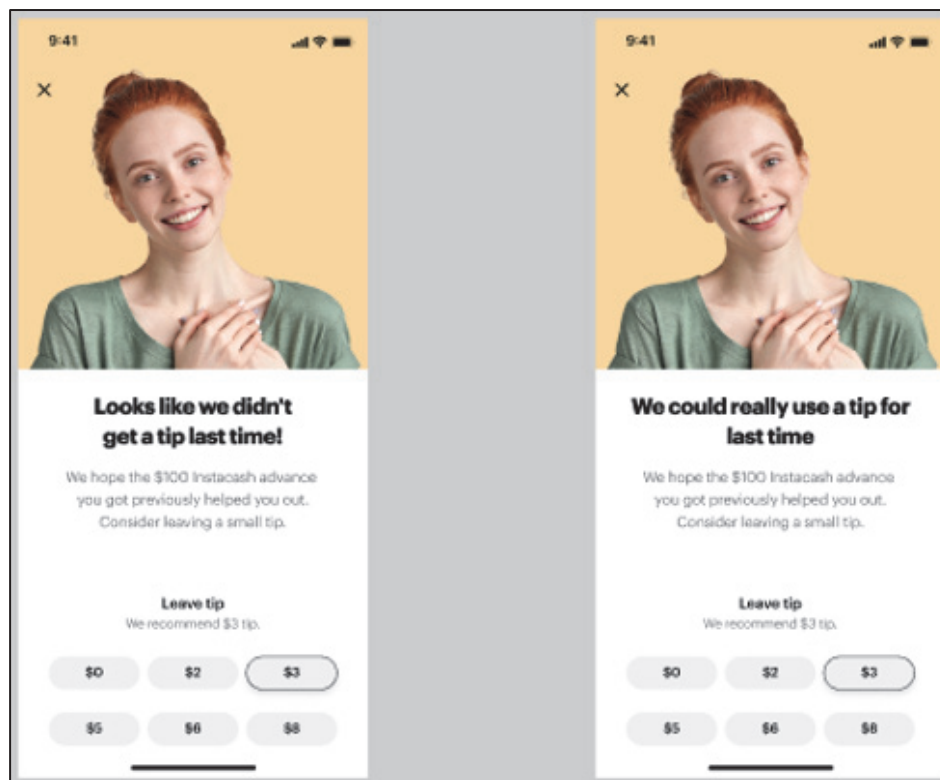 9:41
Looks like we didn't
get a tip last time!
We hope the $100 Instacash advance
you got previously helped you out.
Consider leaving a small tip.
Leave tip
We recommend $3 tip.
$0 $2 $3
$5 $6 $8
9:41
We could really use a tip for
last time
We hope the $100 Instacash advance
you got previously helped you out.
Consider leaving a small tip.
Leave tip
We recommend $3 tip.
$0 $2 $3
$5 $6 $8